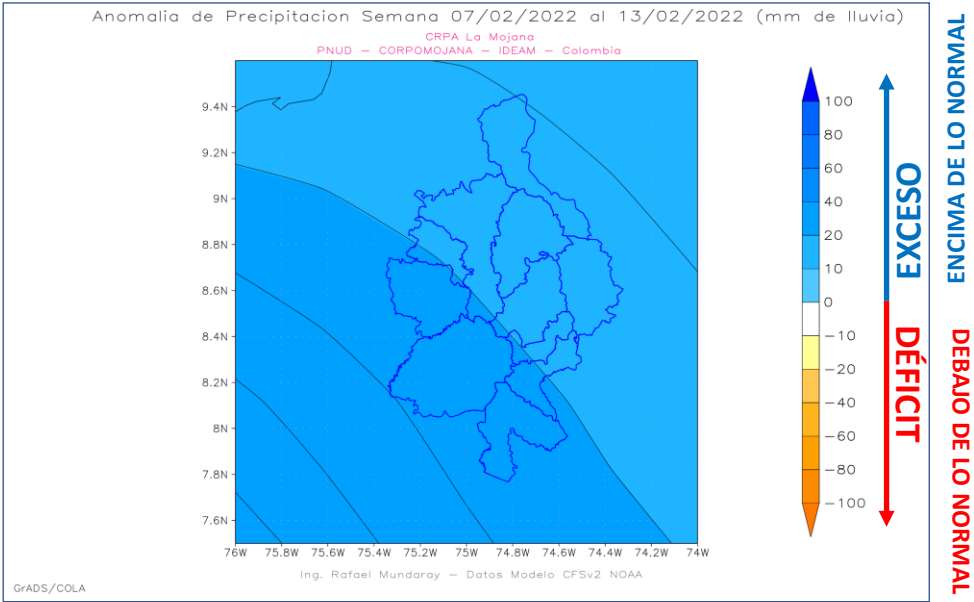 Anomalia de Precipitacion Semana 07/02/2022 al 13/02/2022 (mm de lluvia)
CRPA La Mojana
PNUD – CORPOMOJANA – IDEAM – Colombia
9.4N
9.2N
9N
8.8N
8.6N
8.4N
8.2N
8N
7.8N
7.6N
76W
75.8W
75.6W
75.4W
75.2W
75W
74.8W
74.6W
74.4W
74.2W
74W
100
80
60
40
20
10
0
−10
−20
−40
−60
−80
−100
EXCESO
DÉFICIT
ENCIMA DE LO NORMAL
DEBAJO DE LO NORMAL
Ing. Rafael Mundaray – Datos Modelo CFSv2 NOAA
GrADS/COLA